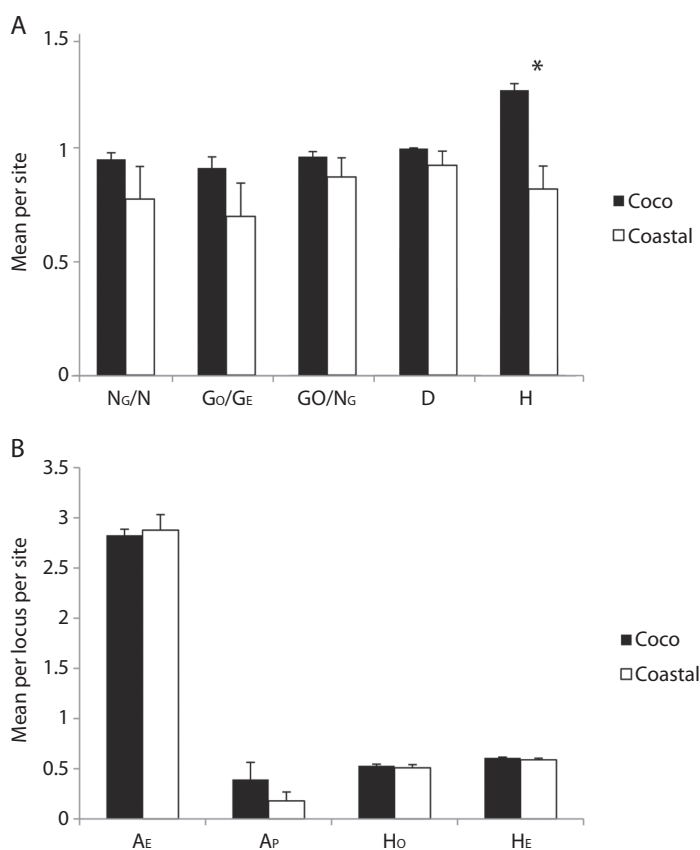 A
Mean per site
1.5
1
0.5
0
*
Coco
Coastal
NG/N
GO/GE
GO/NG
D
H
B
Mean per locus per site
3.5
3
2.5
2
1.5
1
0.5
0
Coco
Coastal
AE
AP
HO
HE